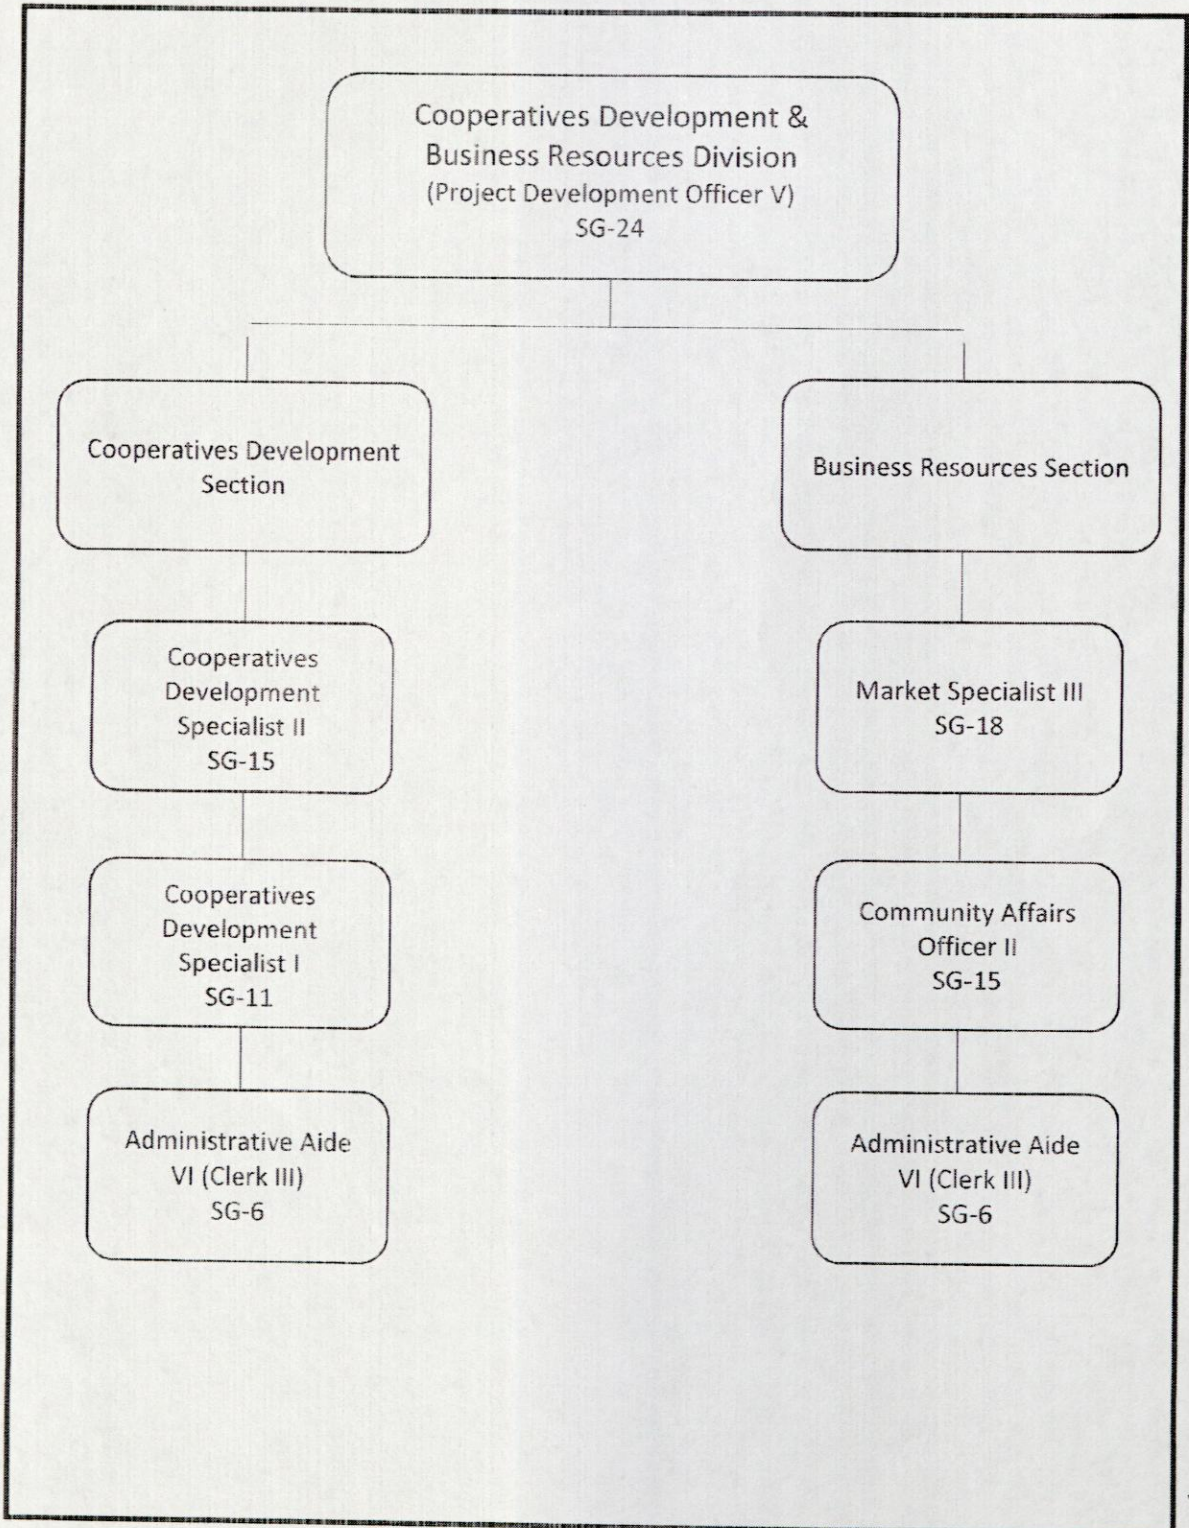 Cooperatives Development &
Business Resources Division
(Project Development Officer V)
SG-24
Cooperatives Development
Section
Business Resources Section
Cooperatives
Development
Specialist II
SG-15
Market Specialist III
SG-18
Cooperatives
Development
Specialist I
SG-11
Community Affairs
Officer II
SG-15
Administrative Aide
VI (Clerk III)
SG-6
Administrative Aide
VI (Clerk III)
SG-6